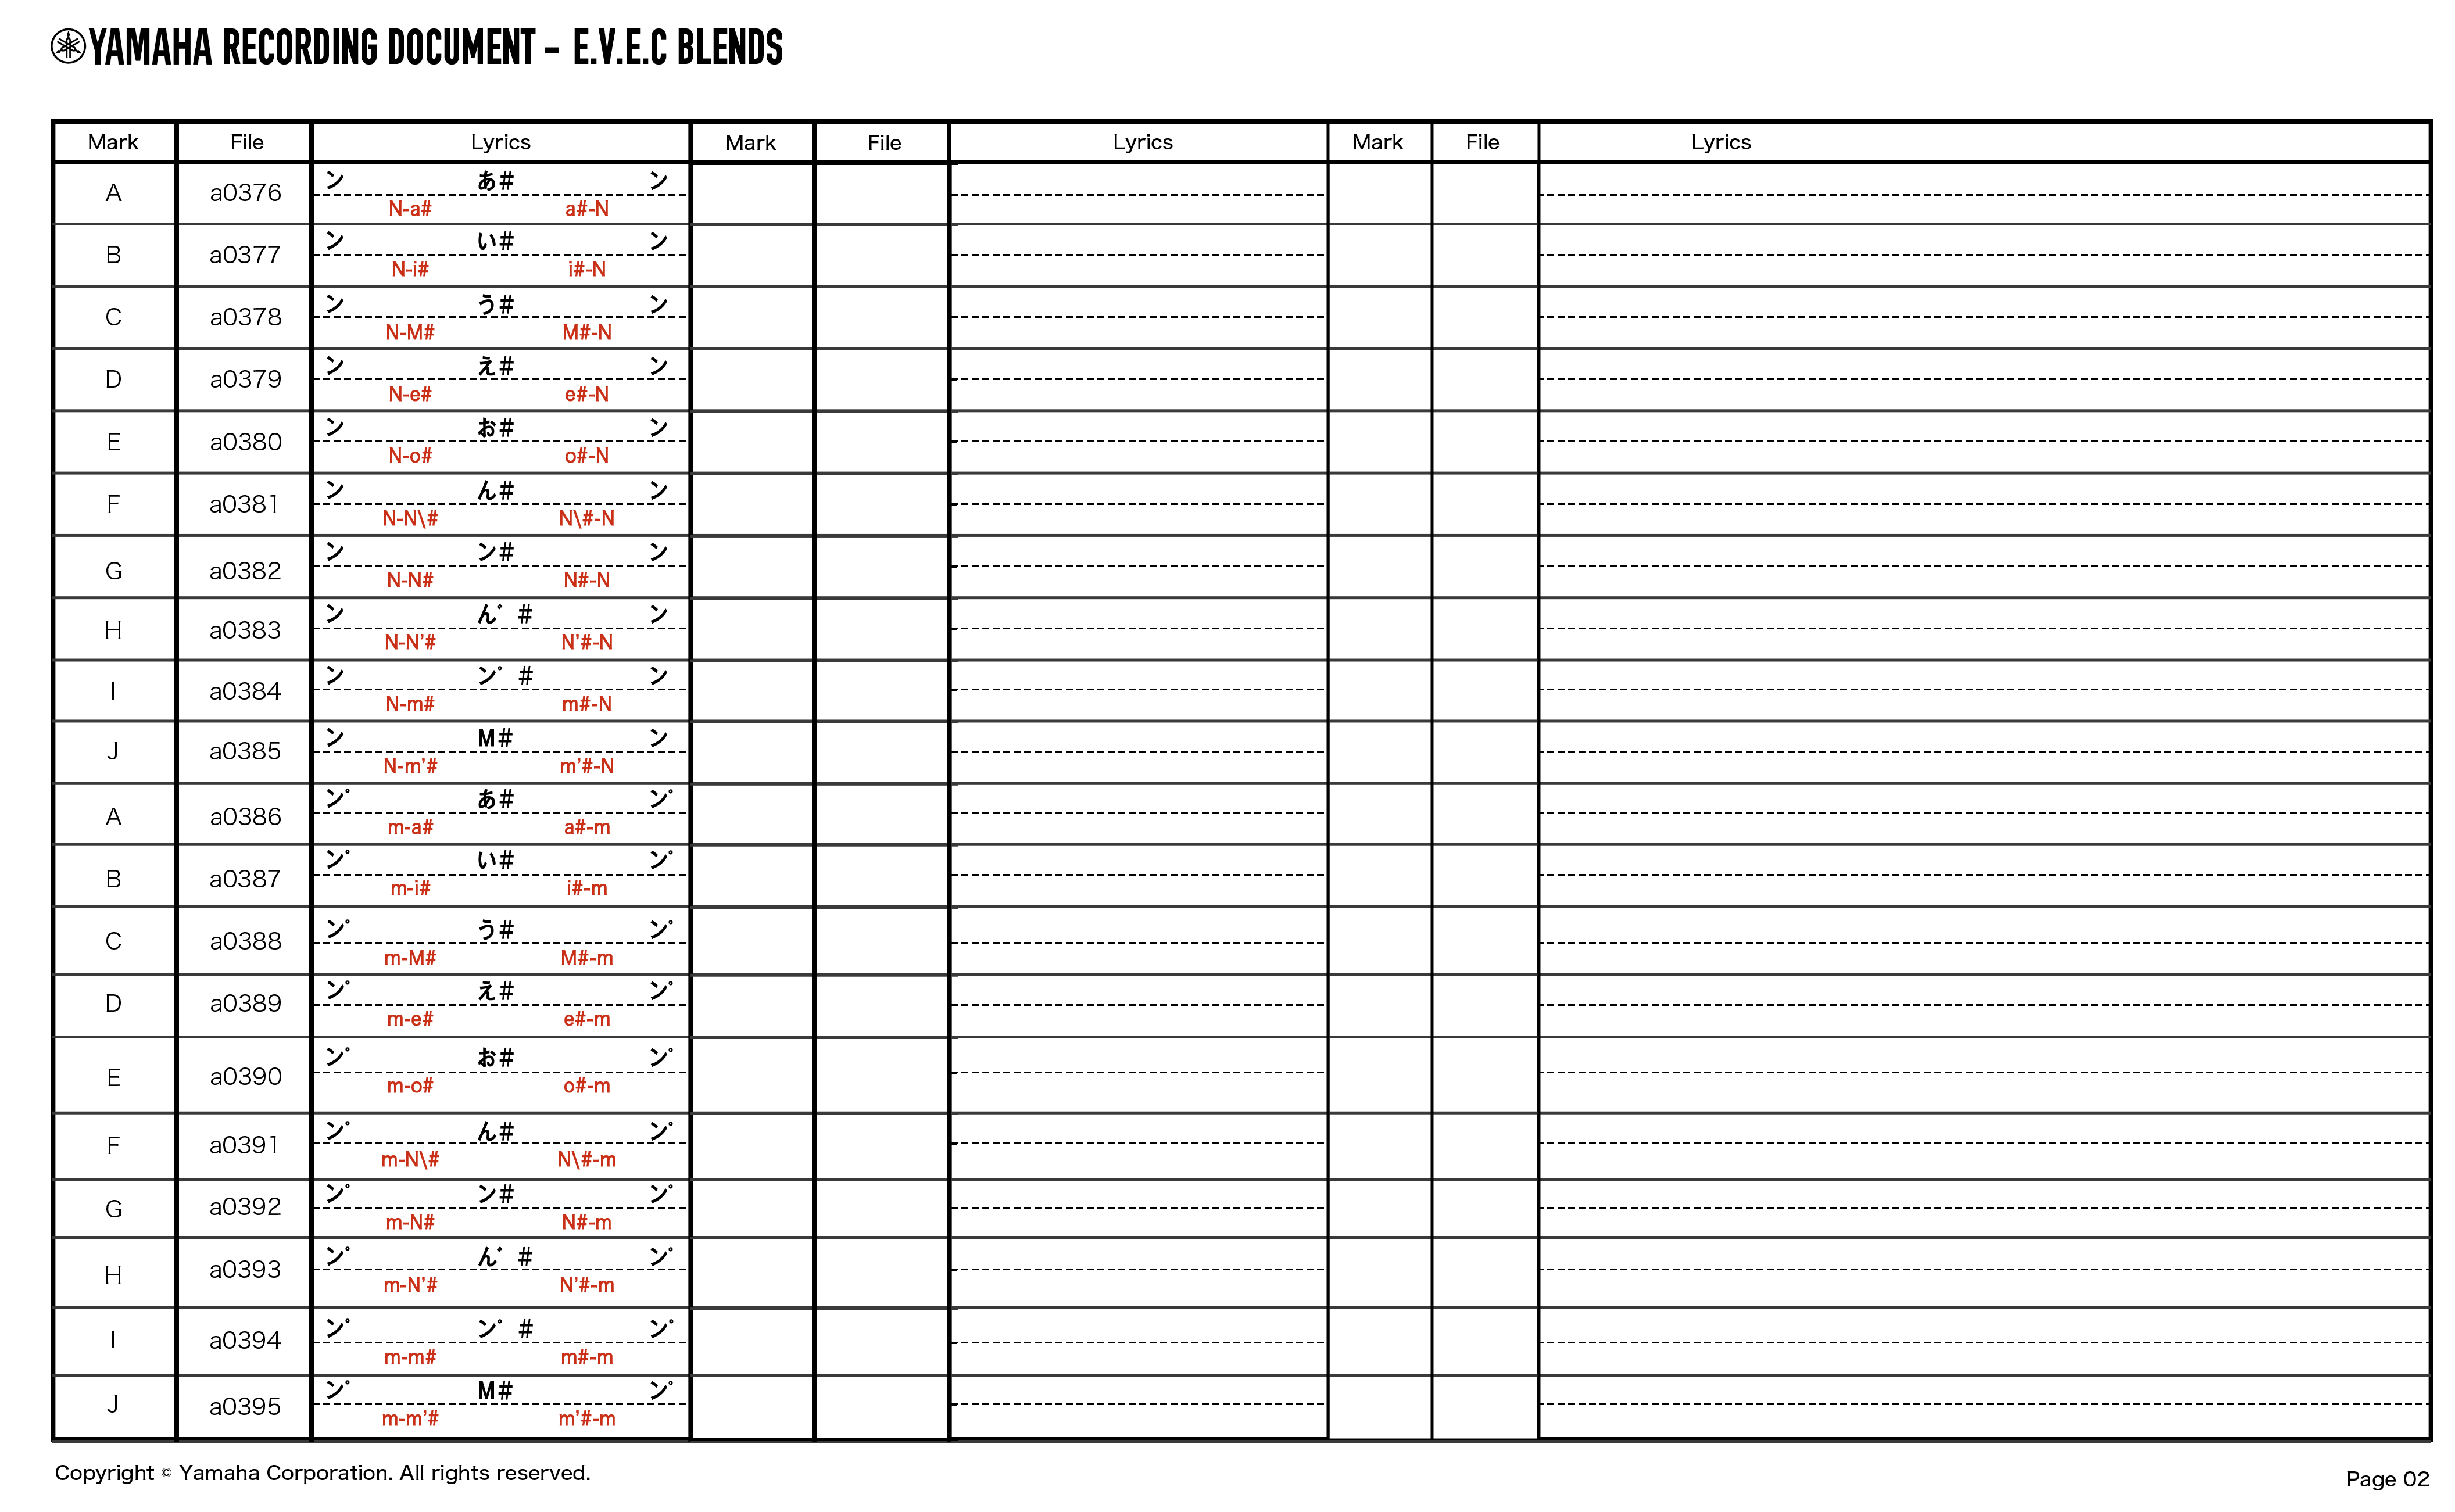 YAMAHA RECORDING DOCUMENT - E.V.E.C BLENDS
Mark File Lyrics Mark File Lyrics Mark File Lyrics
A a0376 ン あ# ン
N-a# a#-N
B a0377 ン い# ン
N-i# i#-N
C a0378 ン う# ン
N-M# M#-N
D a0379 ン え# ン
N-e# e#-N
E a0380 ン お# ン
N-o# o#-N
F a0381 ン ん# ン
N-N\# N\#-N
G a0382 ン ン# ン
N-N# N#-N
H a0383 ン ん゛# ン
N-N’# N’#-N
I a0384 ン ン゜# ン
N-m# m#-N
J a0385 ン M# ン
N-m’# m’#-N
A a0386 ン゜ あ# ン゜
m-a# a#-m
B a0387 ン゜ い# ン゜
m-i# i#-m
C a0388 ン゜ う# ン゜
m-M# M#-m
D a0389 ン゜ え# ン゜
m-e# e#-m
E a0390 ン゜ お# ン゜
m-o# o#-m
F a0391 ン゜ ん# ン゜
m-N\# N\#-m
G a0392 ン゜ ン# ン゜
m-N# N#-m
H a0393 ン゜ ん゛# ン゜
m-N’# N’#-m
I a0394 ン゜ ン゜# ン゜
m-m# m#-m
J a0395 ン゜ M# ン゜
m-m’# m’#-m
Copyright © Yamaha Corporation. All rights reserved.
Page 02